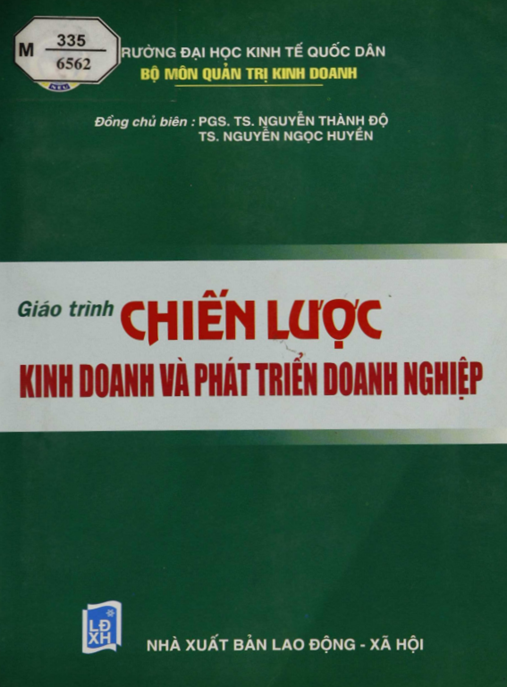 M 335
6562
RƯỜNG ĐẠI HỌC KINH TẾ QUỐC DÂN
BỘ MÔN QUẢN TRỊ KINH DOANH
Đồng chủ biên : PGS. TS. NGUYỄN THÀNH ĐỘ
TS. NGUYỄN NGỌC HUYỀN
Giáo trình CHIẾN LƯỢC
KINH DOANH VÀ PHÁT TRIỂN DOANH NGHIỆP
LĐ
XH
NHÀ XUẤT BẢN LAO ĐỘNG - XÃ HỘI